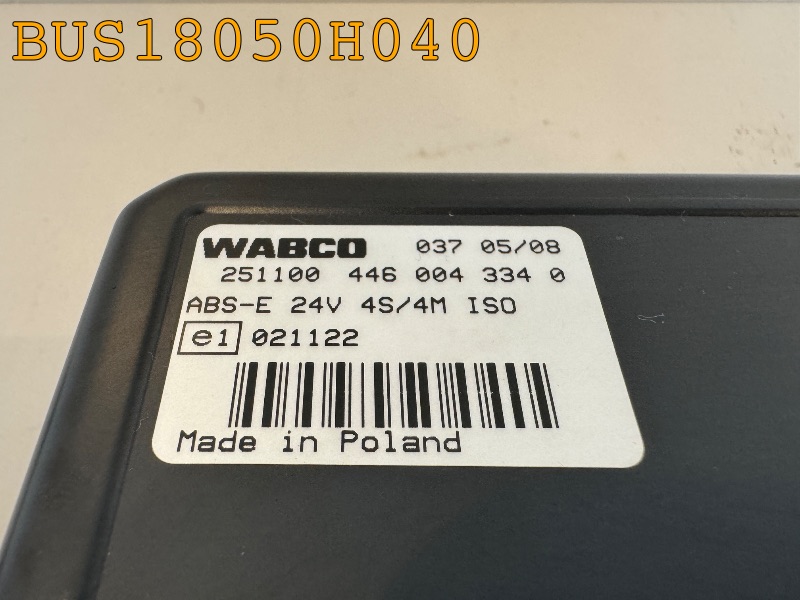 BUS18050H040
WABCO 037 05/08
251100 446 004 334 0
ABS-E 24V 4S/4M ISO
e1 021122
Made in Poland